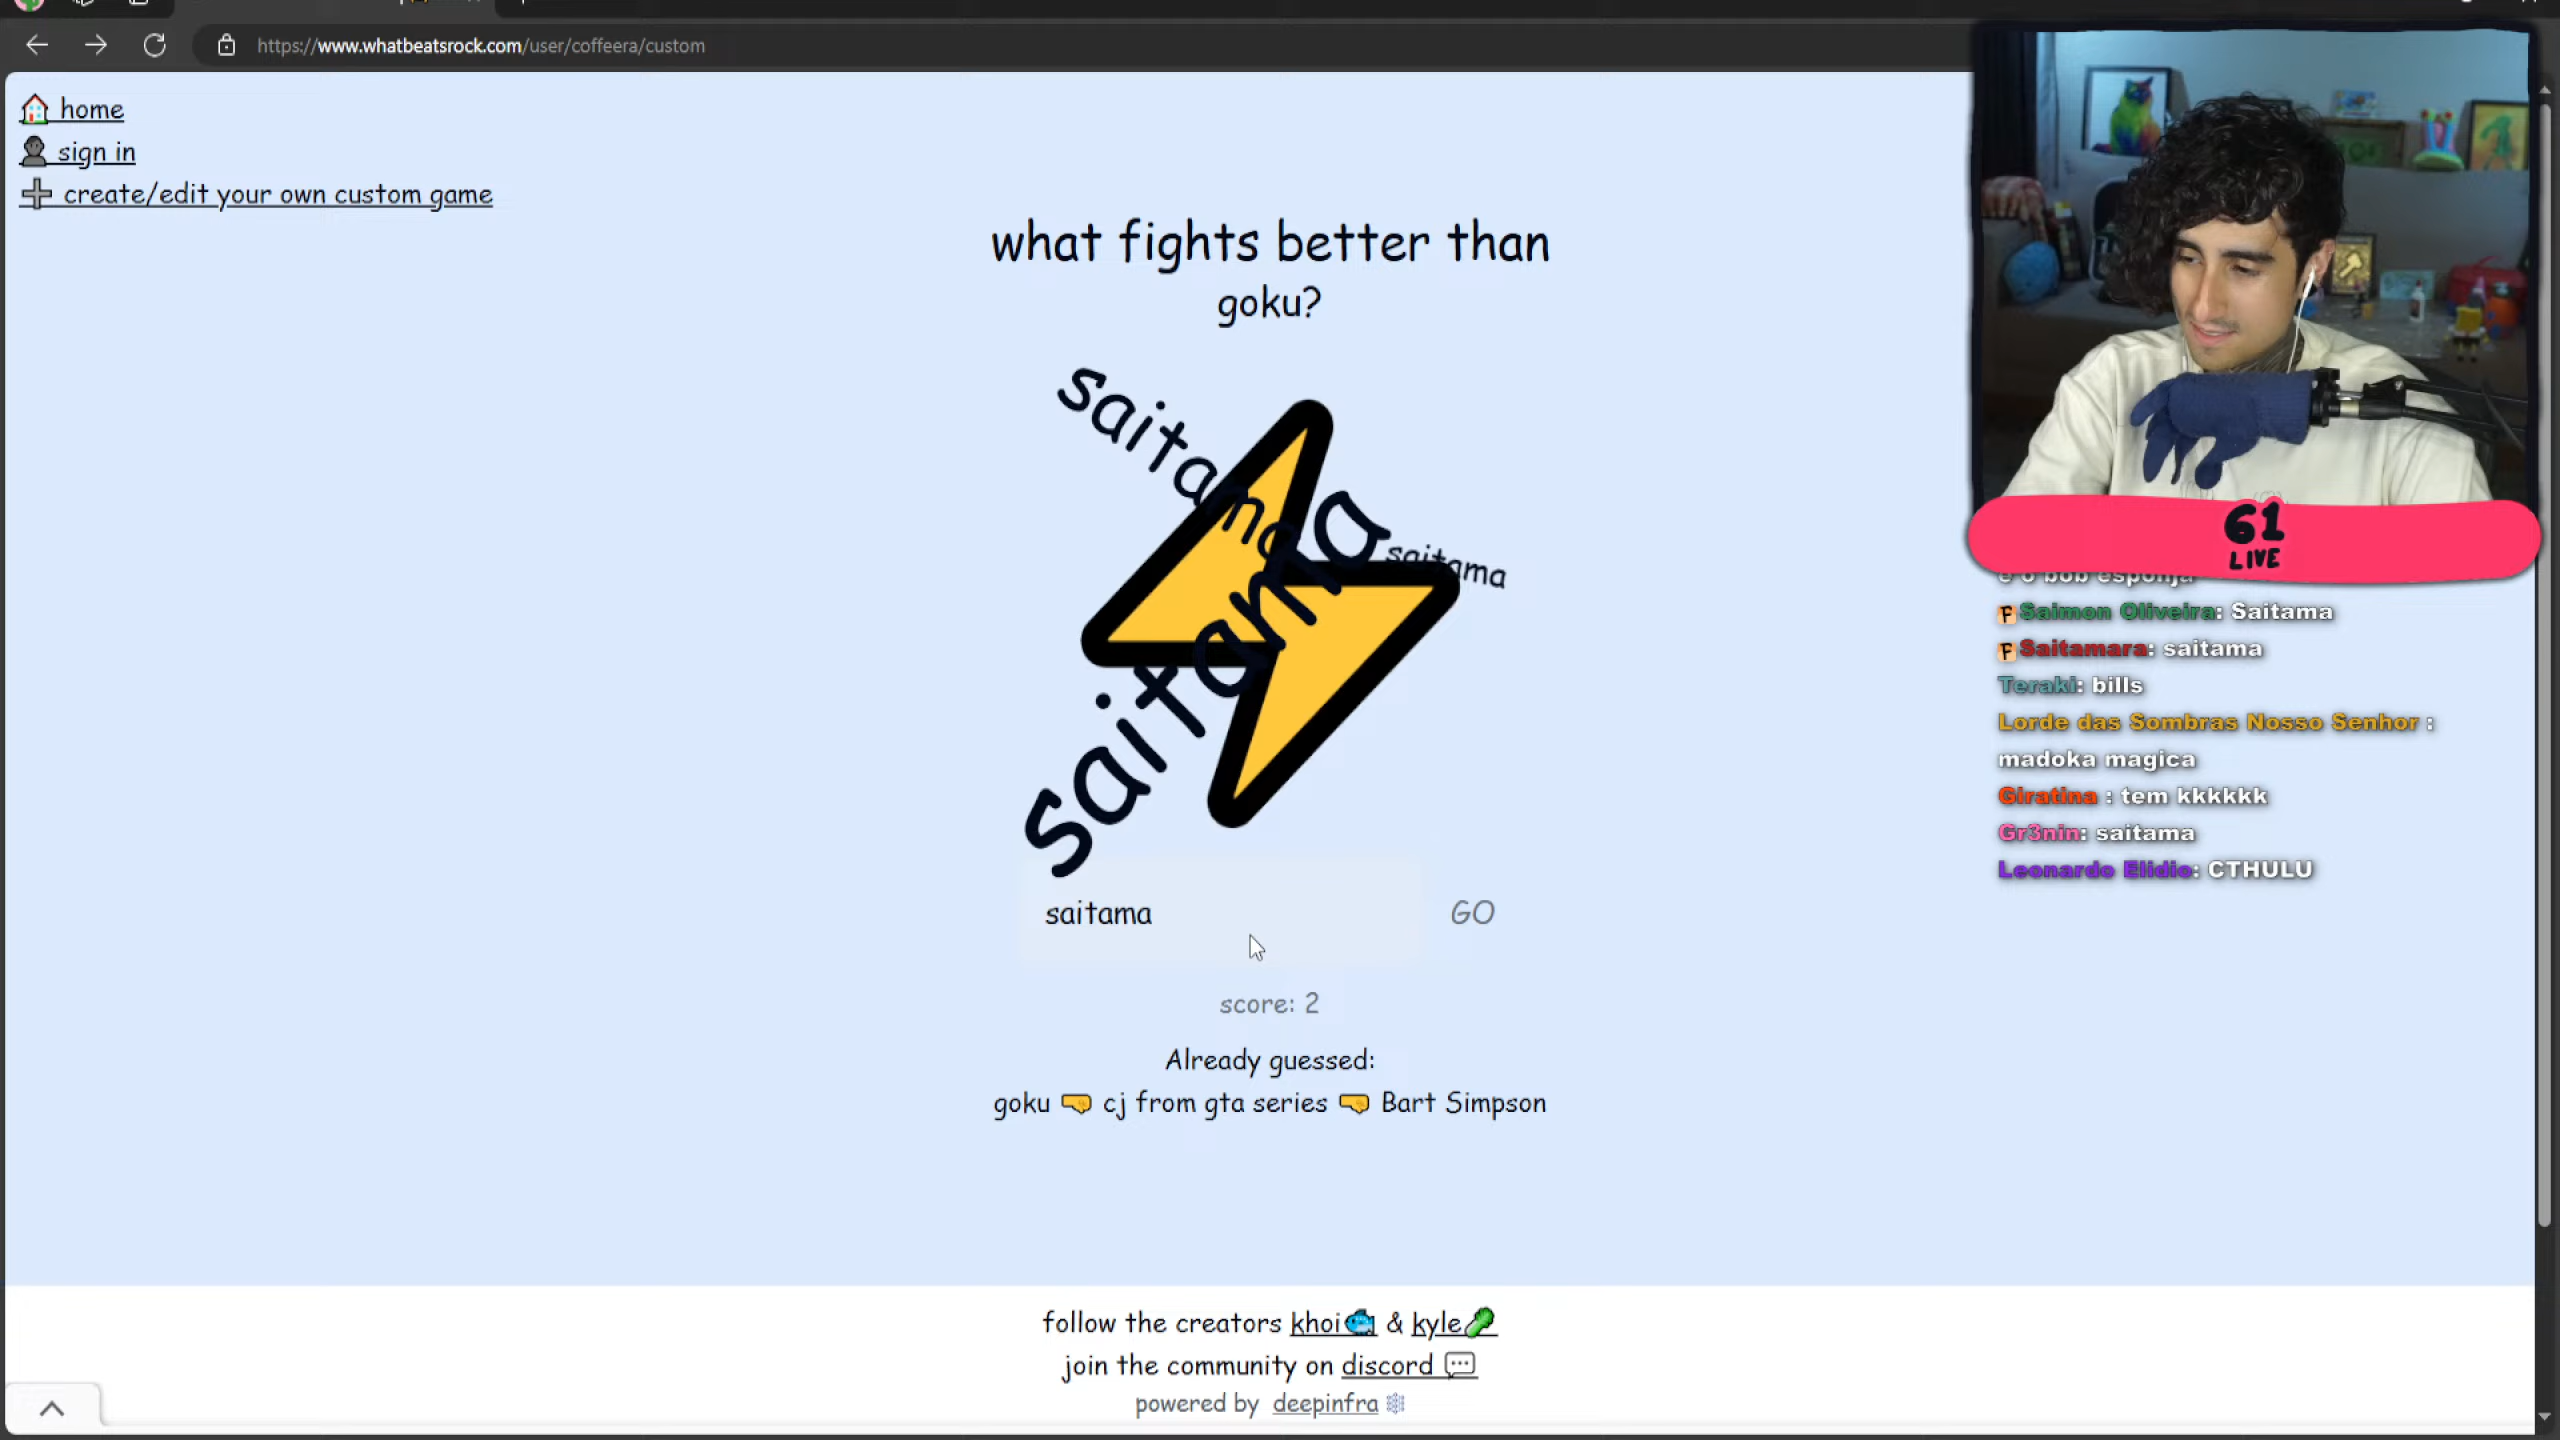 https://www.whatbeatsrock.com/user/coffeera/custom
home
sign in
create/edit your own custom game
what fights better than
goku?
saitama
saitama
saitama
saitama
GO
score: 2
Already guessed:
goku 🤜 cj from gta series 🤜 Bart Simpson
follow the creators khoi🐟 & kyle🥬
join the community on discord 💬
powered by deepinfra
61
LIVE
e o bob esponja
Saimon Oliveira: Saitama
Saitamara: saitama
Teraki: bills
Lorde das Sombras Nosso Senhor :
madoka magica
Giratina : tem kkkkkk
Gr3nin: saitama
Leonardo Elidio: CTHULU